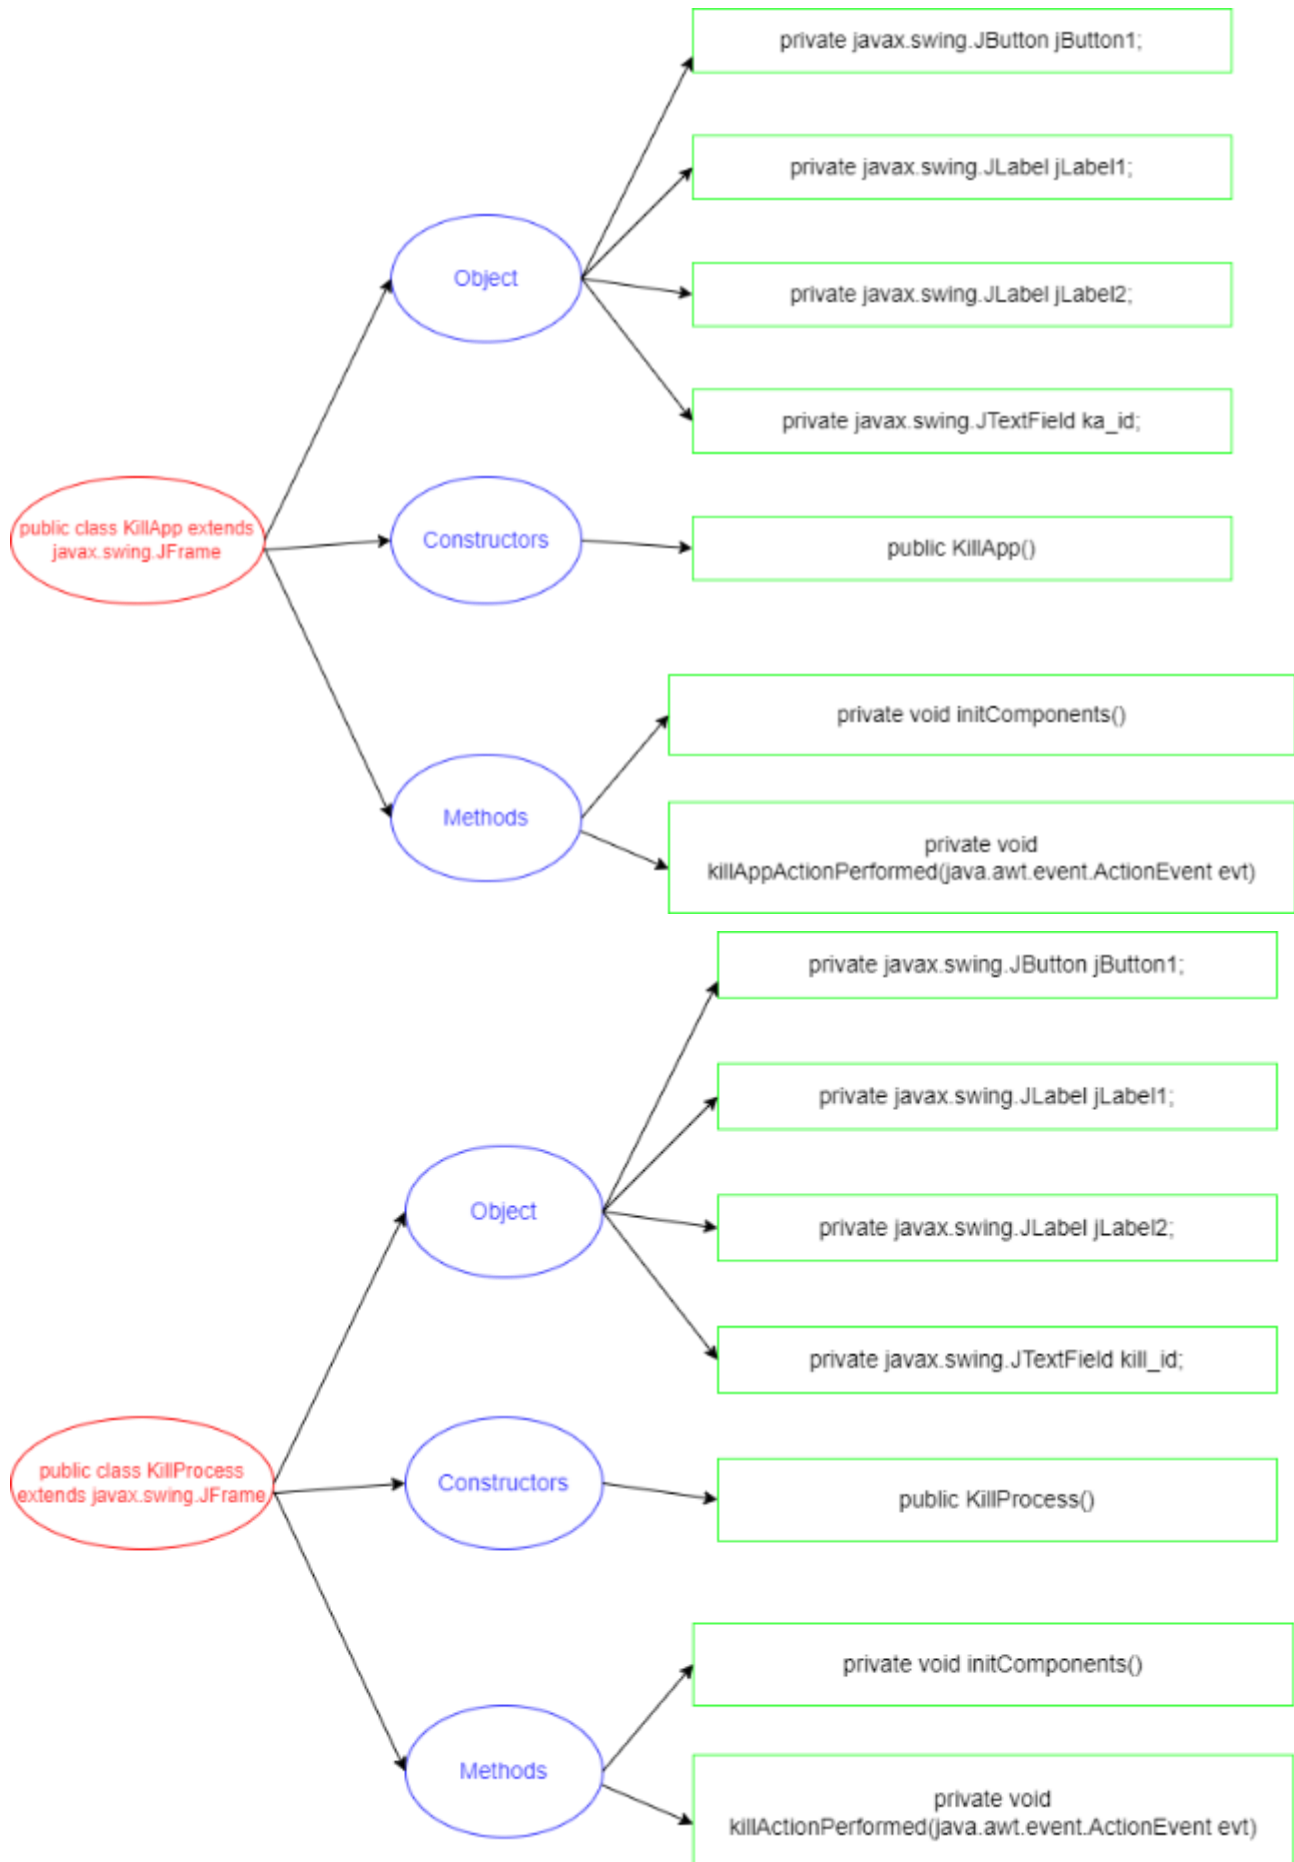 private javax.swing.JButton jButton1;
private javax.swing.JLabel jLabel1;
Object
private javax.swing.JLabel jLabel2;
private javax.swing.JTextField ka_id;
public class KillApp extends
javax.swing.JFrame
Constructors
public KillApp()
private void initComponents()
Methods
private void
killAppActionPerformed(java.awt.event.ActionEvent evt)
private javax.swing.JButton jButton1;
private javax.swing.JLabel jLabel1;
Object
private javax.swing.JLabel jLabel2;
private javax.swing.JTextField kill_id;
public class KillProcess
extends javax.swing.JFrame
Constructors
public KillProcess()
private void initComponents()
Methods
private void
killActionPerformed(java.awt.event.ActionEvent evt)